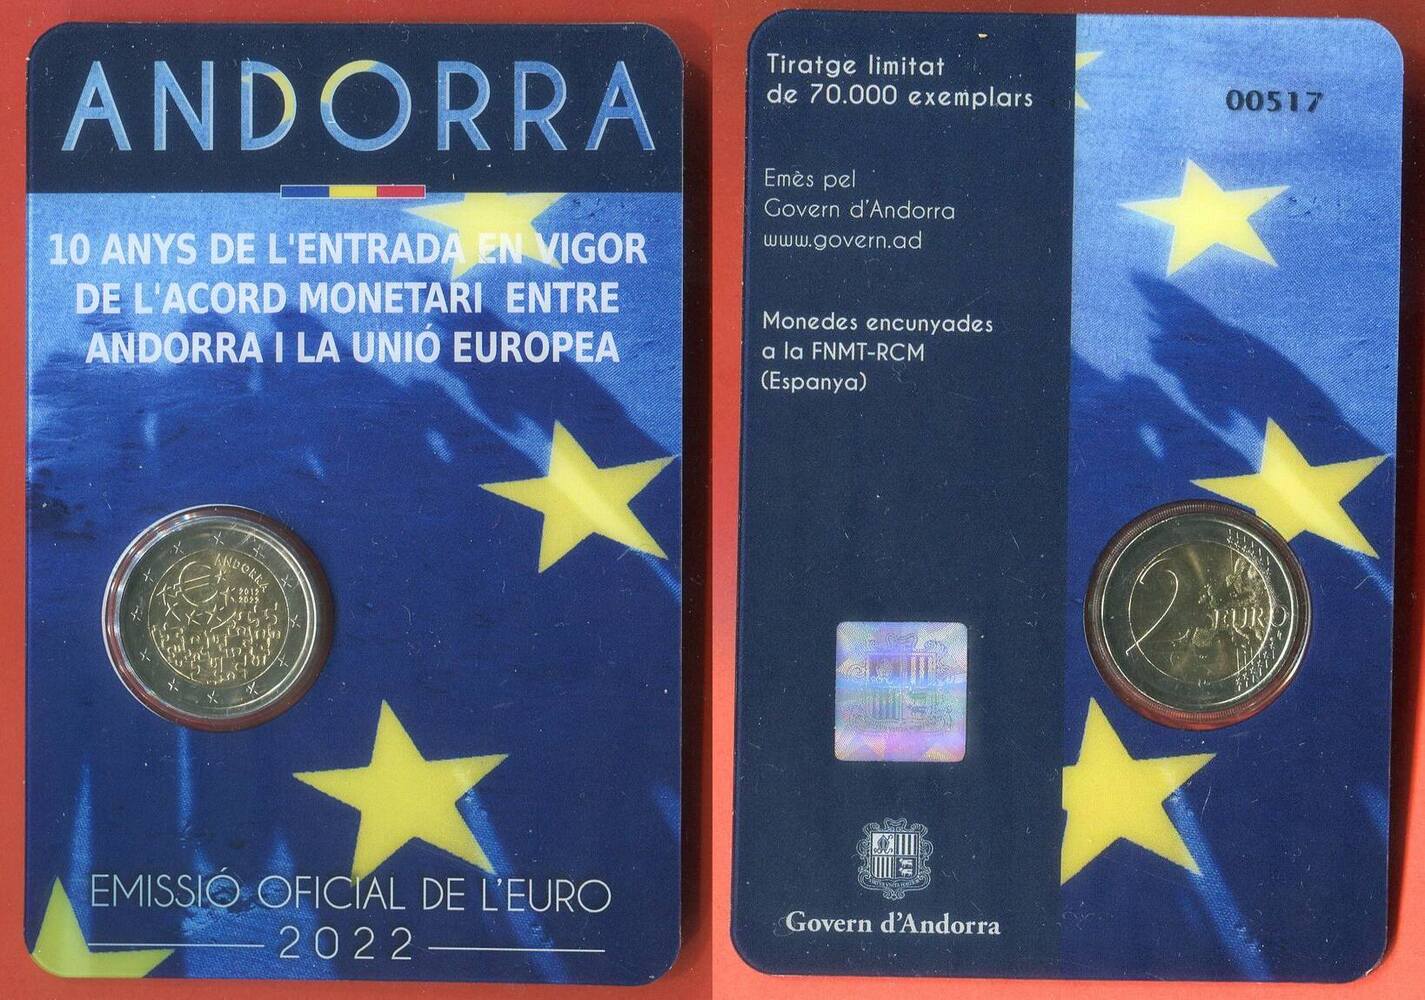 ANDORRA
10 ANYS DE L'ENTRADA EN VIGOR
DE L'ACORD MONETARI ENTRE
ANDORRA I LA UNIÓ EUROPEA
ANDORRA
2012
2022
EMISSIÓ OFICIAL DE L'EURO
2022
Tiratge limitat
de 70.000 exemplars
00517
Emès pel
Govern d'Andorra
www.govern.ad
Monedes encunyades
a la FNMT-RCM
(Espanya)
2 EURO
Govern d'Andorra